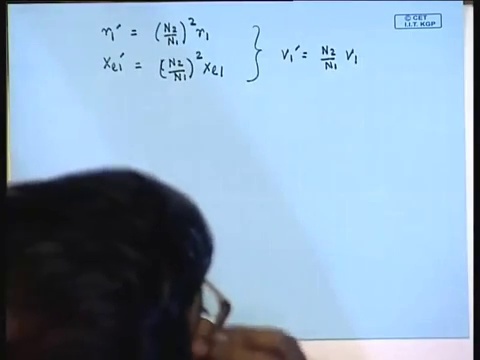 © CET
I.I.T. KGP
r₁′ = (N₂/N₁)² r₁
xₑ₁′ = (N₂/N₁)² xₑ₁ } V₁′ = N₂/N₁ V₁